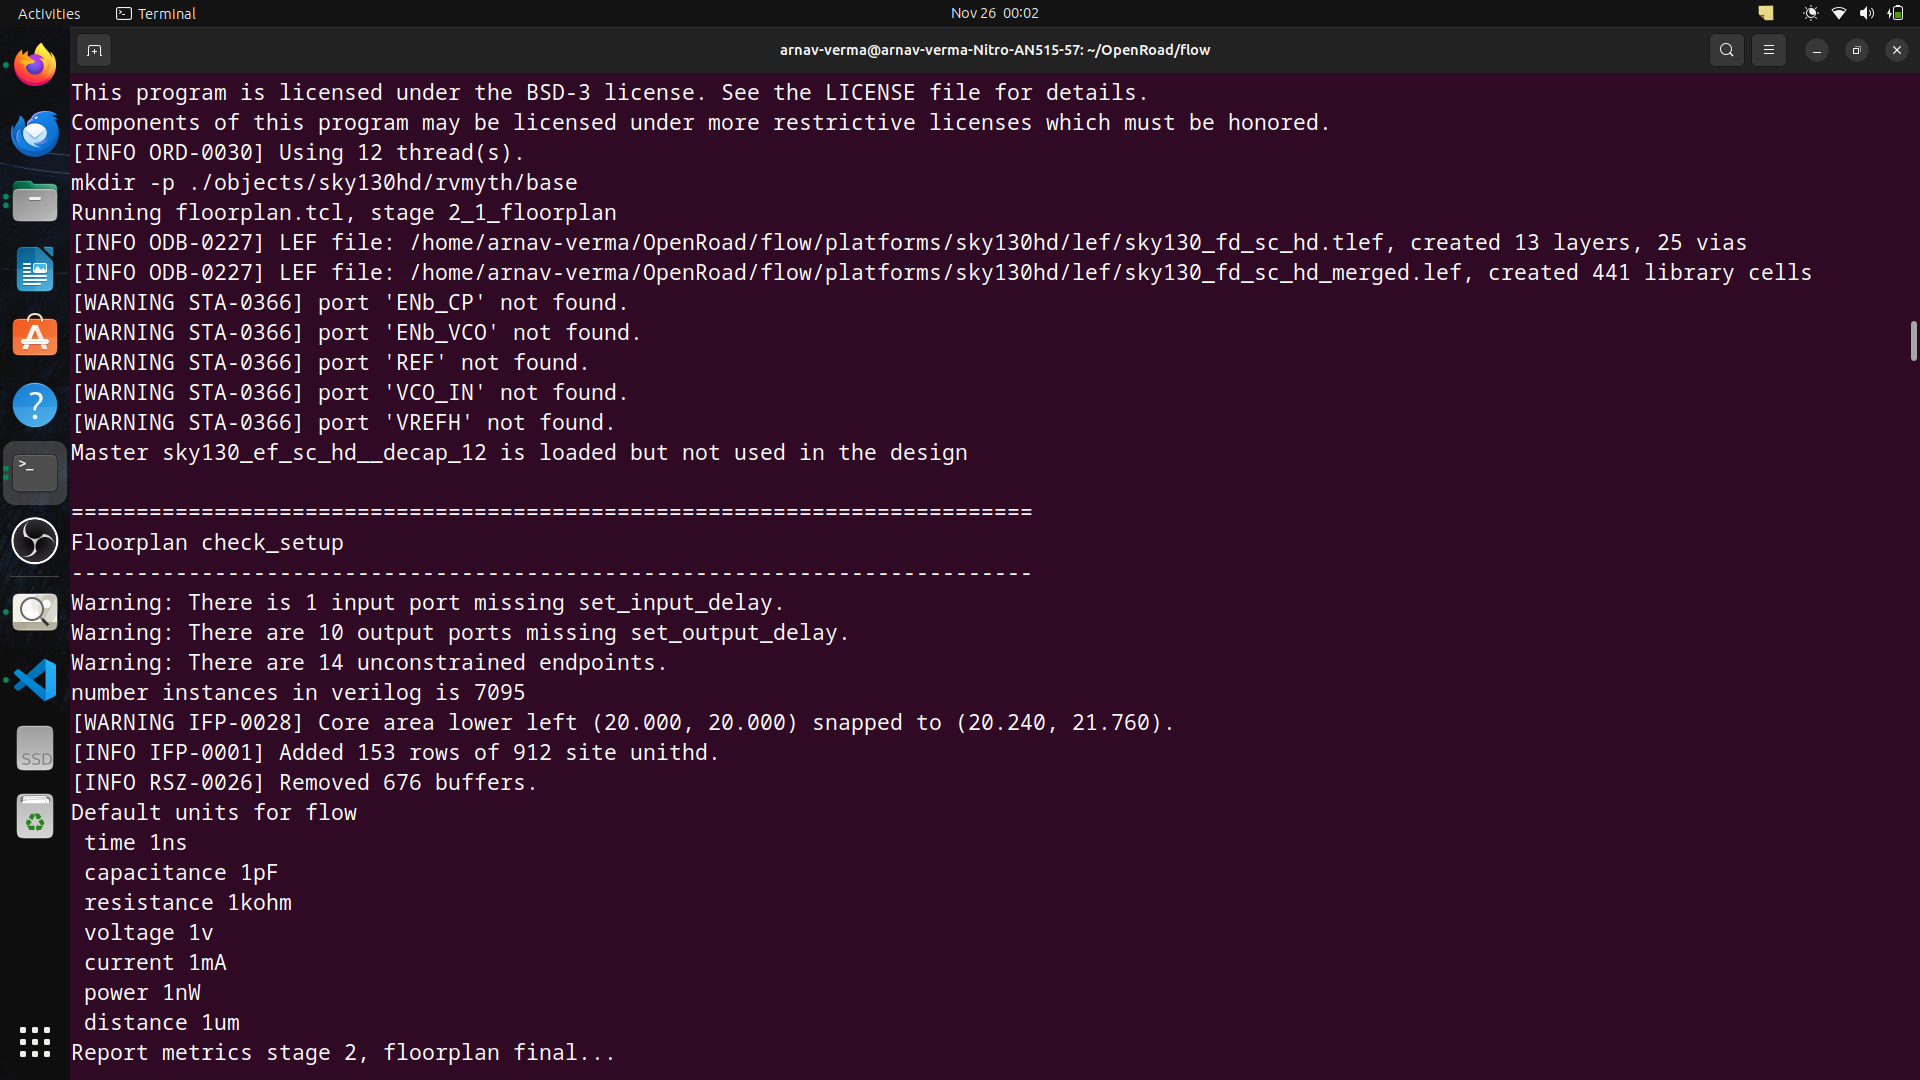 Activities
Terminal
Nov 26 00:02
arnav-verma@arnav-verma-Nitro-AN515-57: ~/OpenRoad/flow
This program is licensed under the BSD-3 license. See the LICENSE file for details.
Components of this program may be licensed under more restrictive licenses which must be honored.
[INFO ORD-0030] Using 12 thread(s).
mkdir -p ./objects/sky130hd/rvmyth/base
Running floorplan.tcl, stage 2_1_floorplan
[INFO ODB-0227] LEF file: /home/arnav-verma/OpenRoad/flow/platforms/sky130hd/lef/sky130_fd_sc_hd.tlef, created 13 layers, 25 vias
[INFO ODB-0227] LEF file: /home/arnav-verma/OpenRoad/flow/platforms/sky130hd/lef/sky130_fd_sc_hd_merged.lef, created 441 library cells
[WARNING STA-0366] port 'ENb_CP' not found.
[WARNING STA-0366] port 'ENb_VCO' not found.
[WARNING STA-0366] port 'REF' not found.
[WARNING STA-0366] port 'VCO_IN' not found.
[WARNING STA-0366] port 'VREFH' not found.
Master sky130_ef_sc_hd__decap_12 is loaded but not used in the design
==========================================================================
Floorplan check_setup
--------------------------------------------------------------------------
Warning: There is 1 input port missing set_input_delay.
Warning: There are 10 output ports missing set_output_delay.
Warning: There are 14 unconstrained endpoints.
number instances in verilog is 7095
[WARNING IFP-0028] Core area lower left (20.000, 20.000) snapped to (20.240, 21.760).
[INFO IFP-0001] Added 153 rows of 912 site unithd.
[INFO RSZ-0026] Removed 676 buffers.
Default units for flow
 time 1ns
 capacitance 1pF
 resistance 1kohm
 voltage 1v
 current 1mA
 power 1nW
 distance 1um
Report metrics stage 2, floorplan final...
SSD